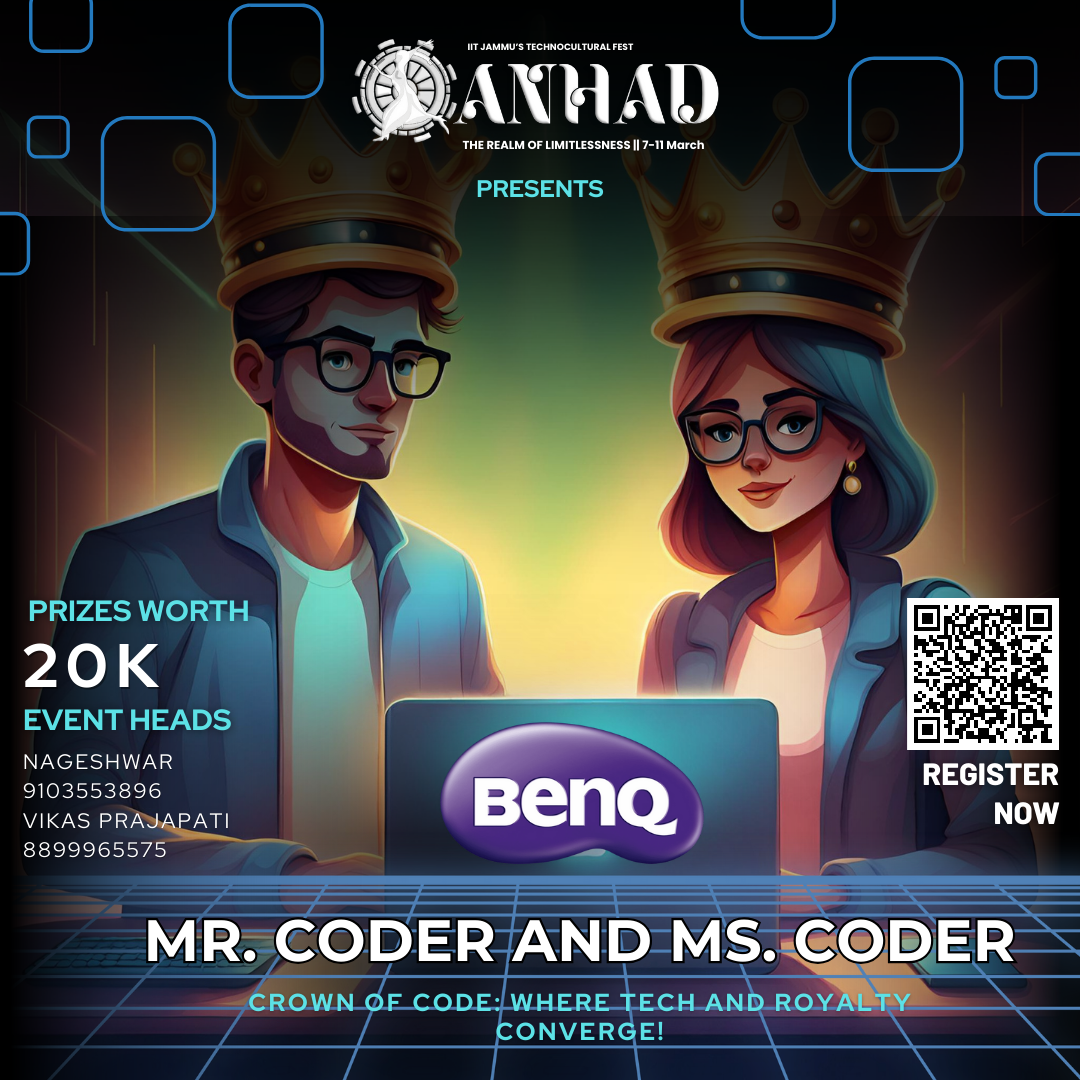 IIT JAMMU'S TECHNOCULTURAL FEST
ANHAD
THE REALM OF LIMITLESSNESS || 7-11 March
PRESENTS
PRIZES WORTH
20K
EVENT HEADS
NAGESHWAR
9103553896
VIKAS PRAJAPATI
8899965575
BenQ
REGISTER
NOW
MR. CODER AND MS. CODER
CROWN OF CODE: WHERE TECH AND ROYALTY
CONVERGE!